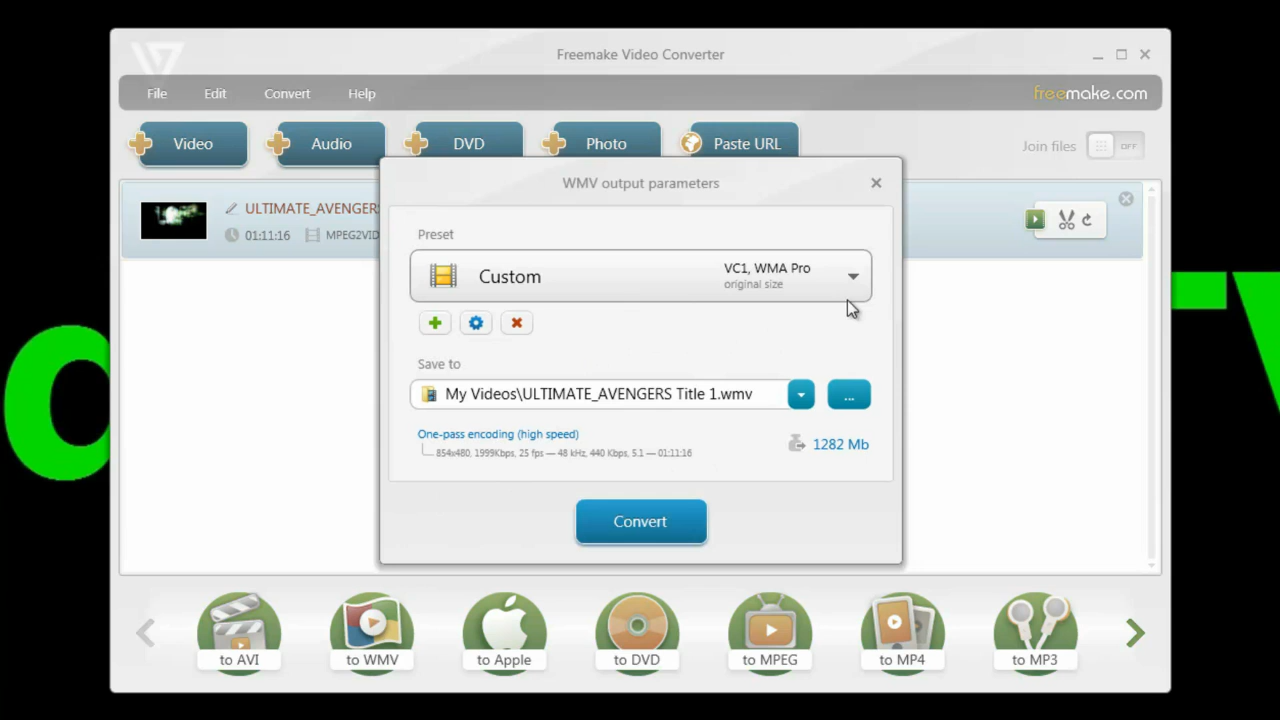 Freemake Video Converter
File Edit Convert Help
freemake.com
Video Audio DVD Photo Paste URL
Join files OFF
WMV output parameters
ULTIMATE_AVENGERS
01:11:16 MPEG2VID
Preset
Custom
VC1, WMA Pro
original size
Save to
My Videos\ULTIMATE_AVENGERS Title 1.wmv
...
One-pass encoding (high speed)
854x480, 1999Kbps, 25 fps — 48 kHz, 440 Kbps, 5.1 — 01:11:16
1282 Mb
Convert
to AVI to WMV to Apple to DVD to MPEG to MP4 to MP3